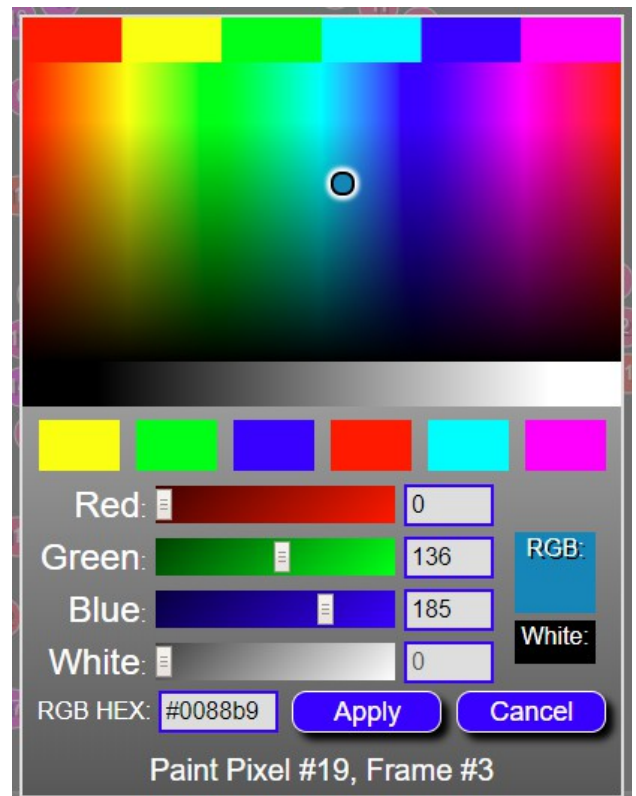 Red: 0
Green: 136
Blue: 185
White: 0
RGB:
White:
RGB HEX: #0088b9 Apply Cancel
Paint Pixel #19, Frame #3